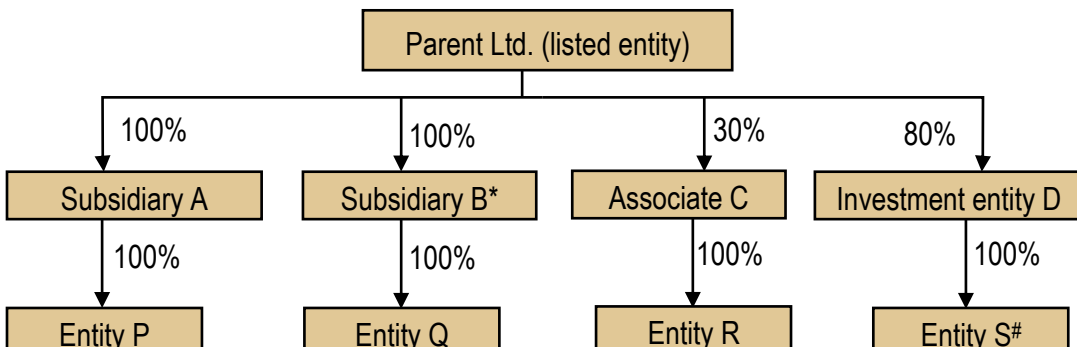 Parent Ltd. (listed entity)
100%
100%
30%
80%
Subsidiary A
Subsidiary B*
Associate C
Investment entity D
100%
100%
100%
100%
Entity P
Entity Q
Entity R
Entity S#